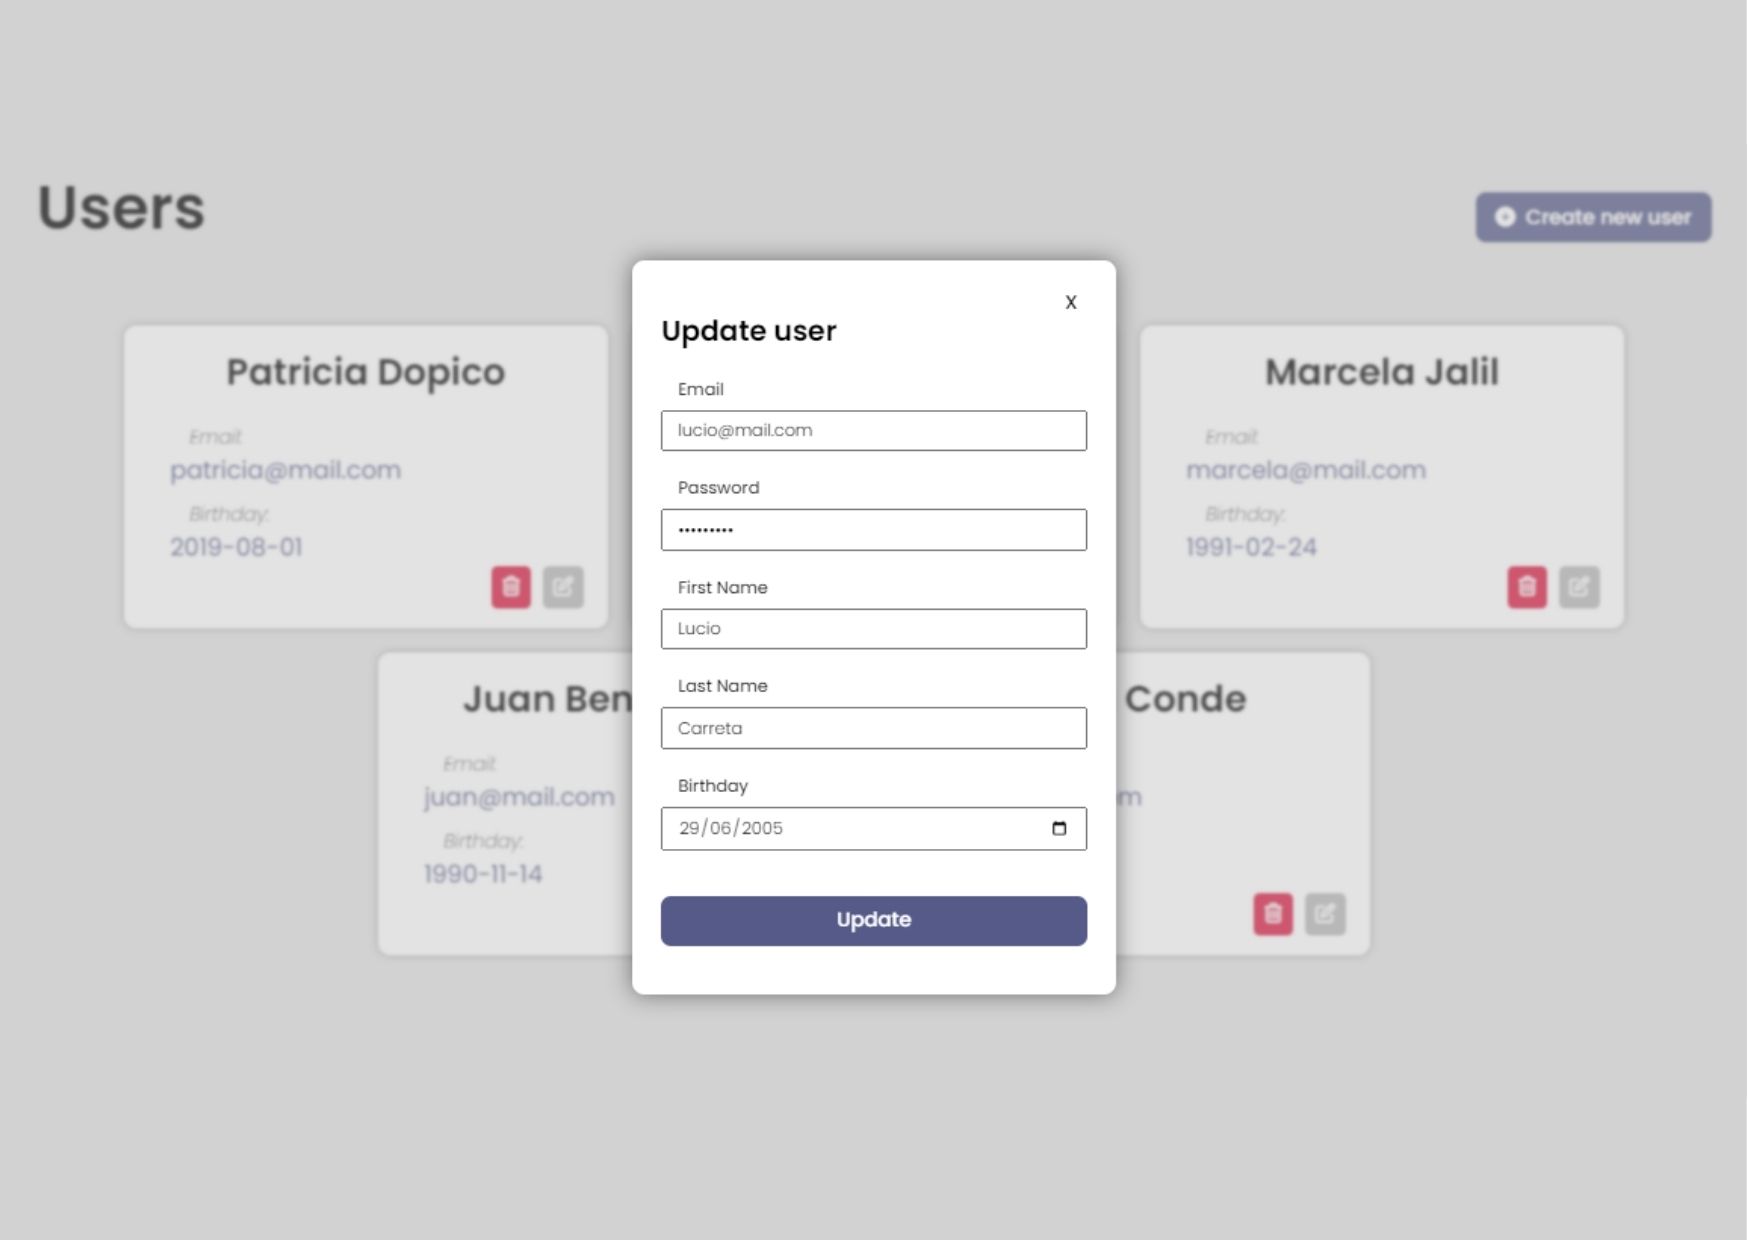 Users
Create new user
Patricia Dopico
Email:
patricia@mail.com
Birthday:
2019-08-01
Marcela Jalil
Email:
marcela@mail.com
Birthday:
1991-02-24
Juan Ben
Email:
juan@mail.com
Birthday:
1990-11-14
Conde
m
X
Update user
Email
lucio@mail.com
Password
•••••••••
First Name
Lucio
Last Name
Carreta
Birthday
29/06/2005
Update